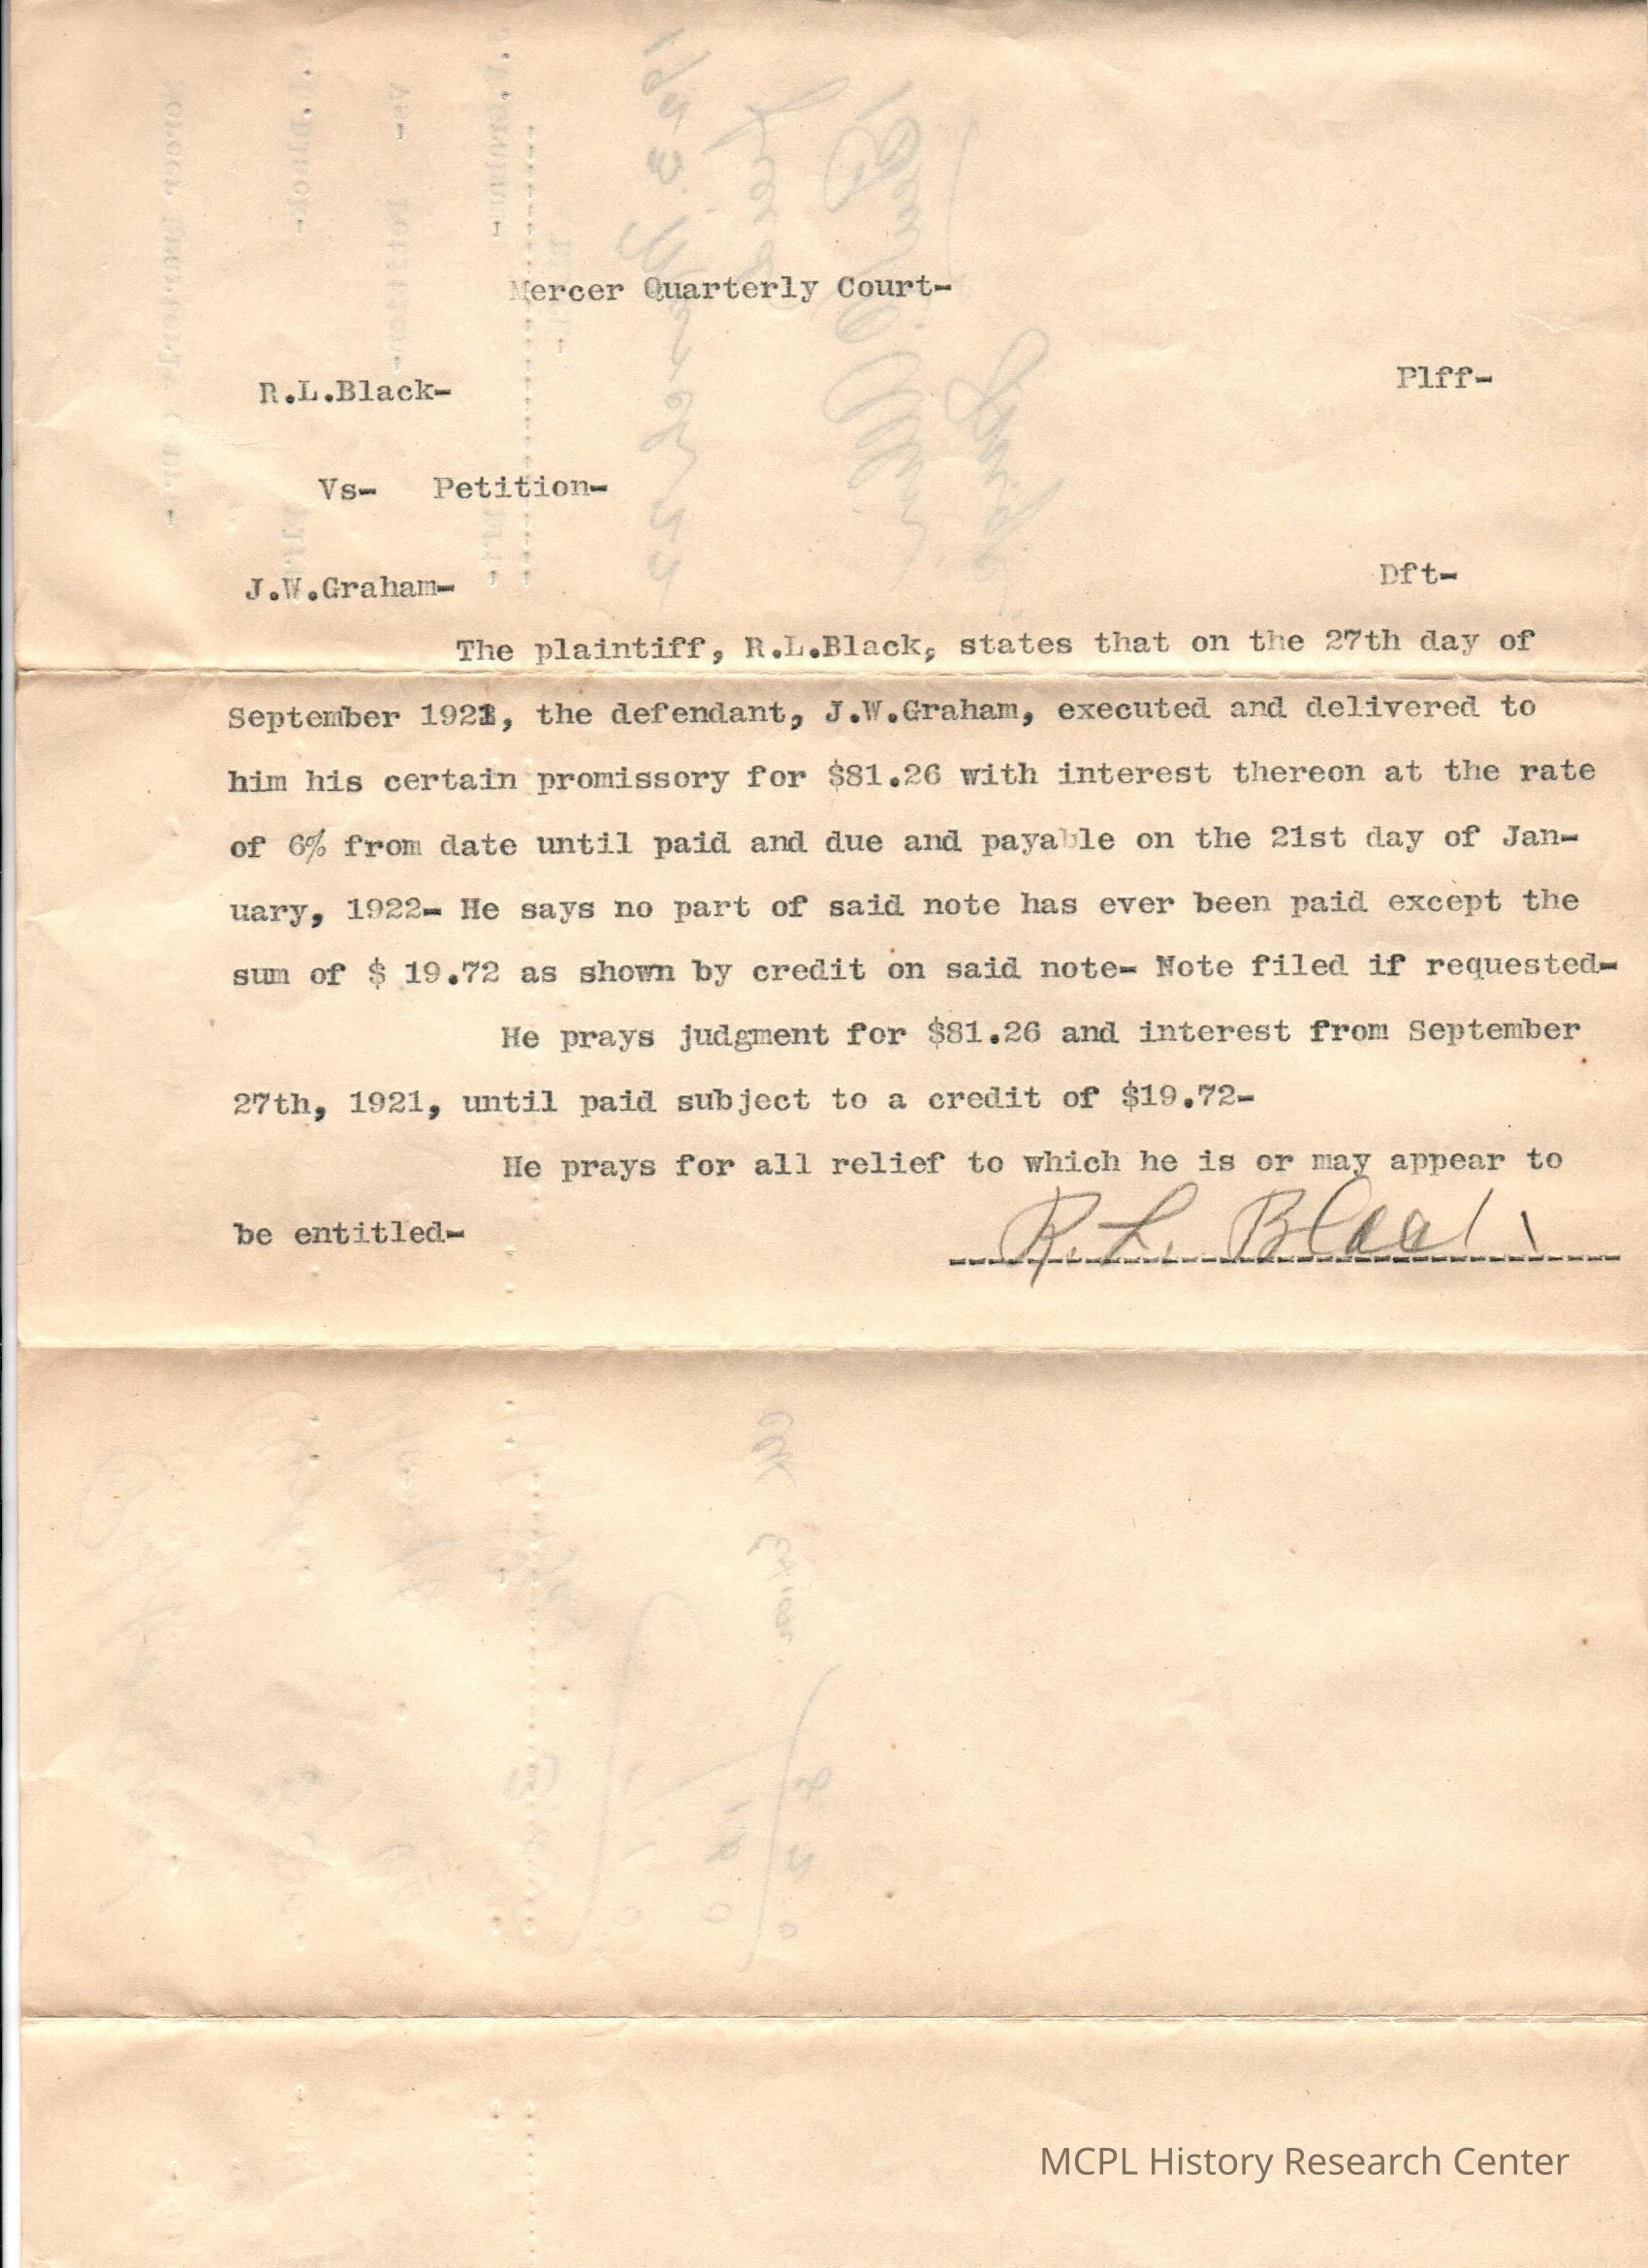 Mercer Quarterly Court-
R.L.Black- Plff-
Vs- Petition-
J.W.Graham- Dft-
The plaintiff, R.L.Black, states that on the 27th day of
September 1921, the defendant, J.W.Graham, executed and delivered to
him his certain promissory for $81.26 with interest thereon at the rate
of 6% from date until paid and due and payable on the 21st day of Jan-
uary, 1922- He says no part of said note has ever been paid except the
sum of $ 19.72 as shown by credit on said note- Note filed if requested-
He prays judgment for $81.26 and interest from September
27th, 1921, until paid subject to a credit of $19.72-
He prays for all relief to which he is or may appear to
be entitled-
R. L. Black
MCPL History Research Center